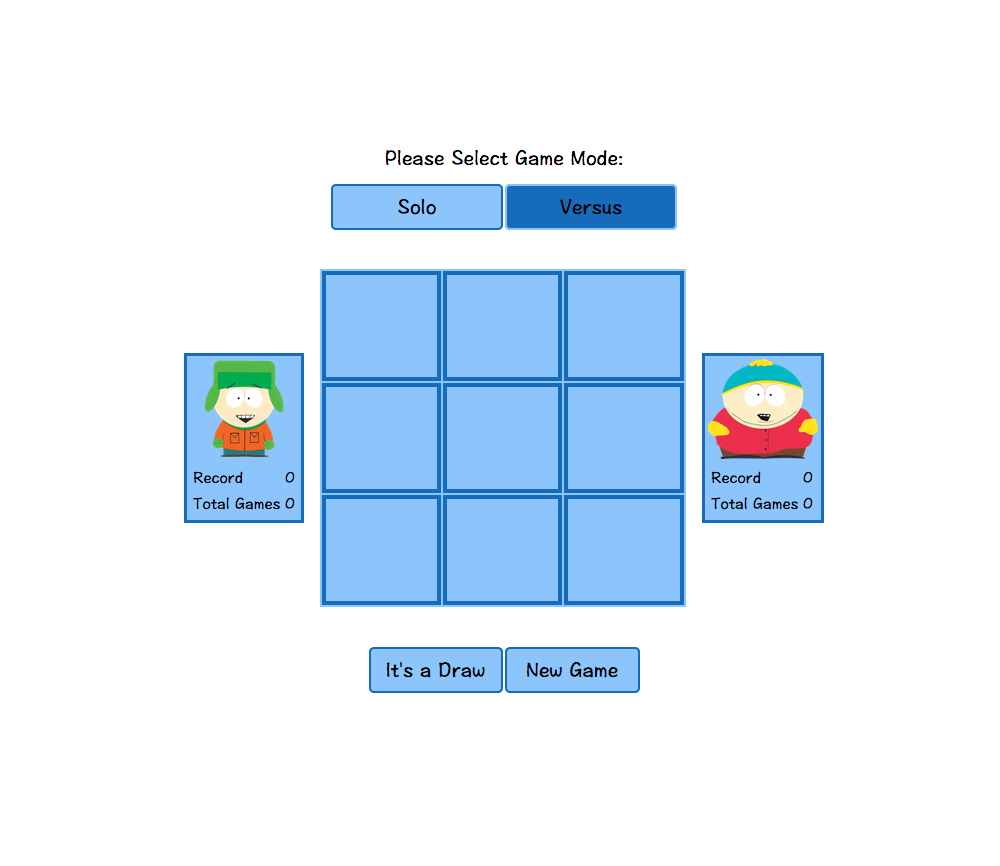 Please Select Game Mode:
Solo
Versus
Record 0
Total Games 0
Record 0
Total Games 0
It's a Draw
New Game